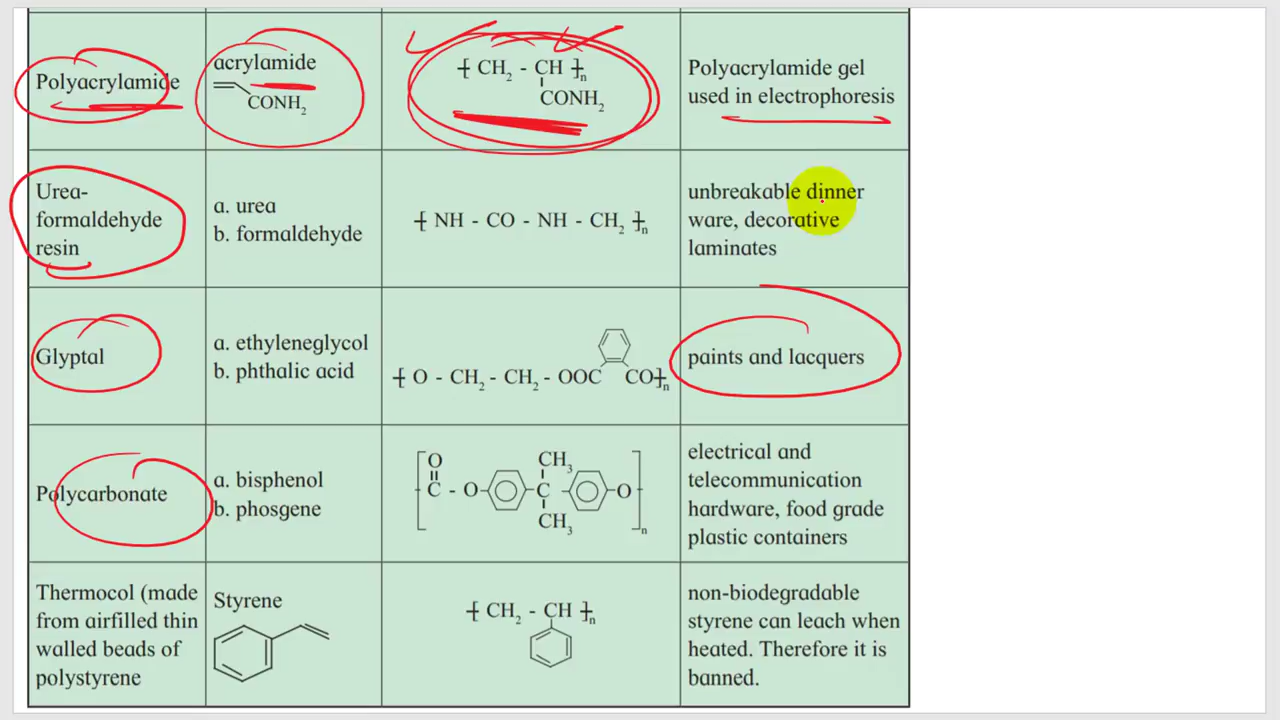 Polyacrylamide
acrylamide
CONH₂
-[ CH₂ - CH ]-n
CONH₂
Polyacrylamide gel
used in electrophoresis
Urea-
formaldehyde
resin
a. urea
b. formaldehyde
-[ NH - CO - NH - CH₂ ]-n
unbreakable dinner
ware, decorative
laminates
Glyptal
a. ethyleneglycol
b. phthalic acid
-[ O - CH₂ - CH₂ - OOC CO ]-n
paints and lacquers
Polycarbonate
a. bisphenol
b. phosgene
O CH₃
C - O - C - O
CH₃
n
electrical and
telecommunication
hardware, food grade
plastic containers
Thermocol (made
from airfilled thin
walled beads of
polystyrene
Styrene
-[ CH₂ - CH ]-n
non-biodegradable
styrene can leach when
heated. Therefore it is
banned.